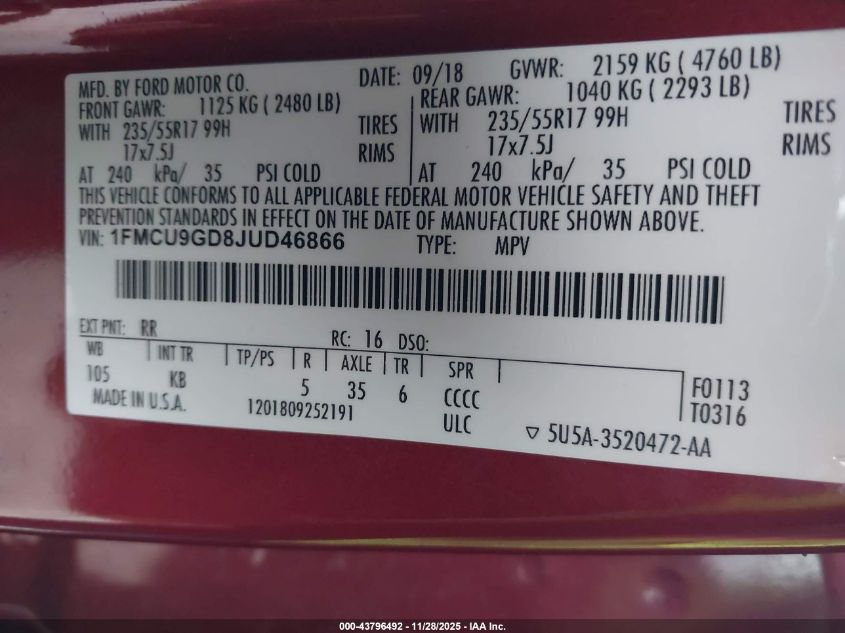 MFD. BY FORD MOTOR CO. DATE: 09/18 GVWR: 2159 KG ( 4760 LB)
FRONT GAWR: 1125 KG ( 2480 LB) REAR GAWR: 1040 KG ( 2293 LB)
WITH 235/55R17 99H TIRES WITH 235/55R17 99H TIRES
17x7.5J RIMS 17x7.5J RIMS
AT 240 kPa/ 35 PSI COLD AT 240 kPa/ 35 PSI COLD
THIS VEHICLE CONFORMS TO ALL APPLICABLE FEDERAL MOTOR VEHICLE SAFETY AND THEFT
PREVENTION STANDARDS IN EFFECT ON THE DATE OF MANUFACTURE SHOWN ABOVE.
VIN: 1FMCU9GD8JUD46866 TYPE: MPV
EXT PNT: RR RC: 16 DSO:
WB INT TR TP/PS R AXLE TR SPR
105 KB 5 35 6 CCCC F0113
MADE IN U.S.A. 1201809252191 ULC T0316
5U5A-3520472-AA
000-43796492 — 11/28/2025 — IAA Inc.